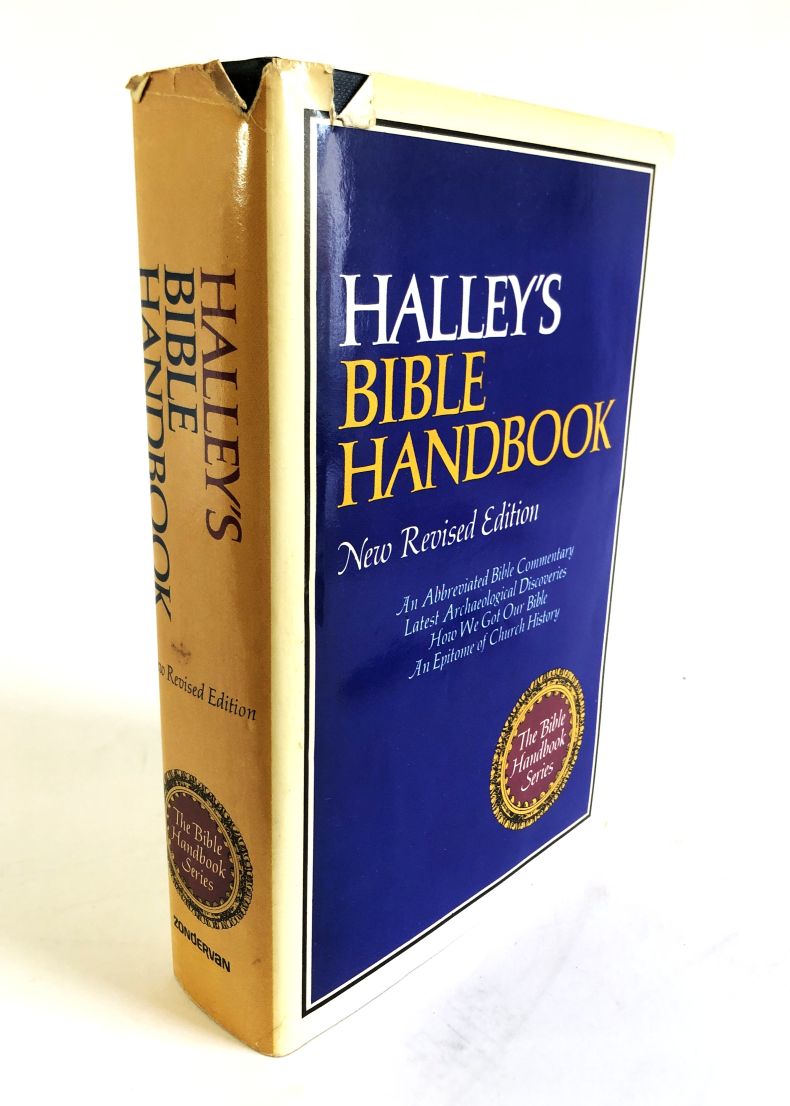 HALLEY'S
BIBLE
HANDBOOK
New Revised Edition
The Bible
Handbook
Series
ZONDERVAN
HALLEY'S
BIBLE
HANDBOOK
New Revised Edition
An Abbreviated Bible Commentary
Latest Archaeological Discoveries
How We Got Our Bible
An Epitome of Church History
The Bible
Handbook
Series